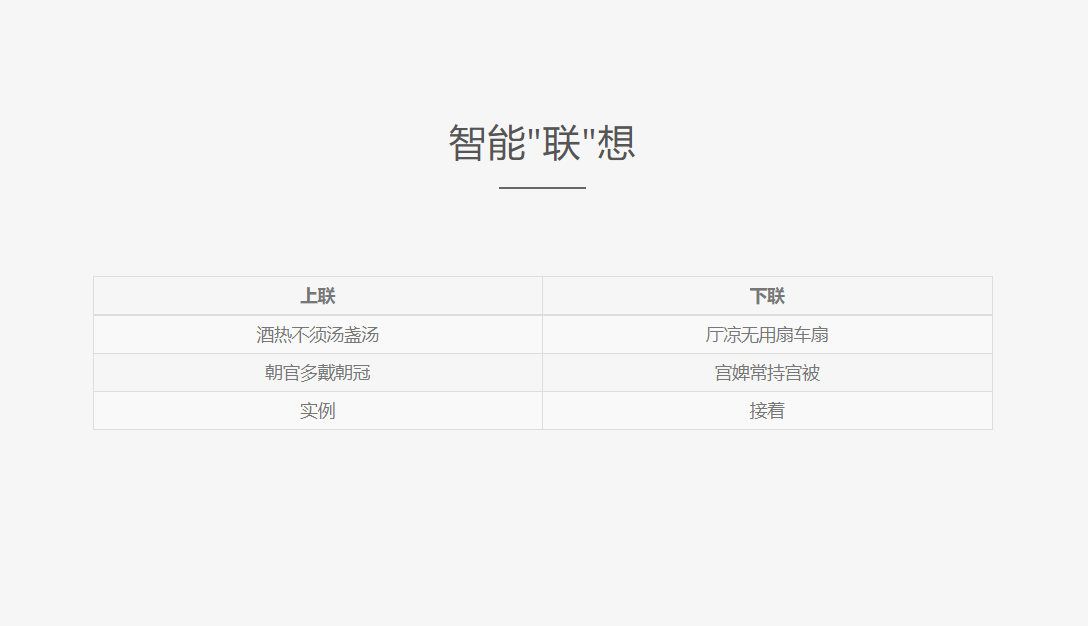 智能"联"想
上联 下联
酒热不须汤盏汤 厅凉无用扇车扇
朝官多戴朝冠 宫婢常持宫被
实例 接着